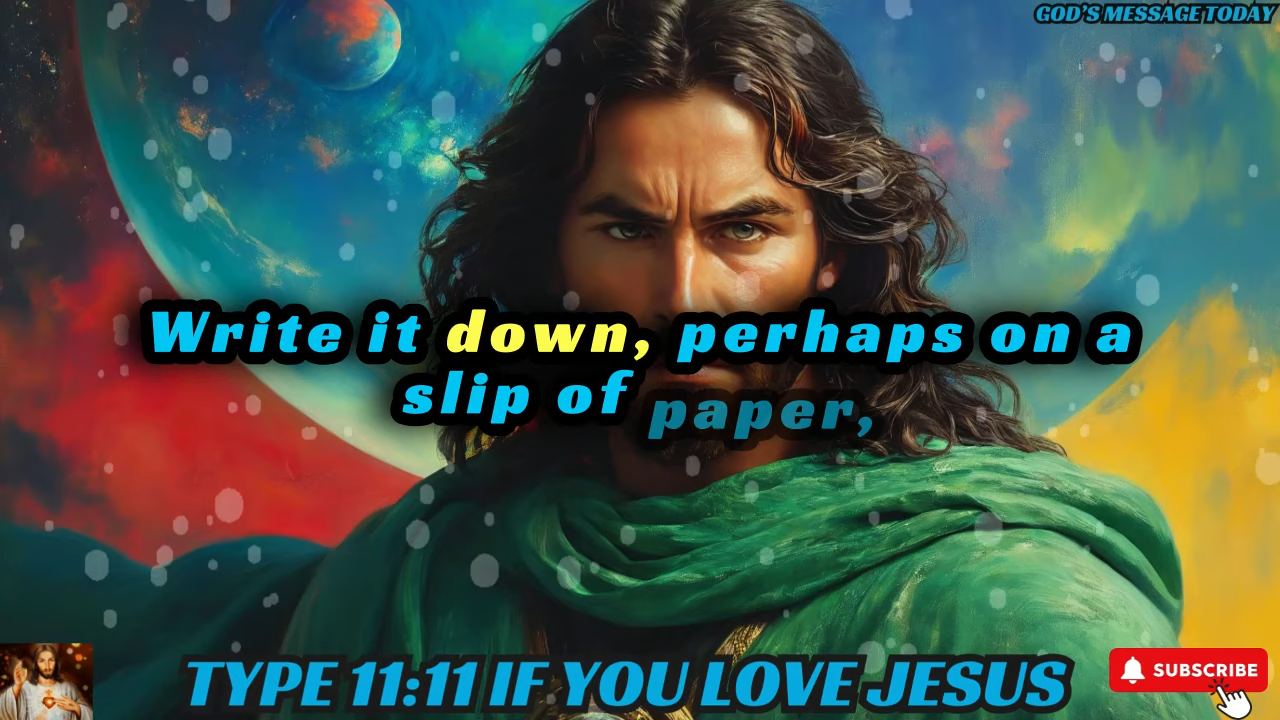 GOD'S MESSAGE TODAY
Write it down, perhaps on a
slip of paper,
TYPE 11:11 IF YOU LOVE JESUS
SUBSCRIBE